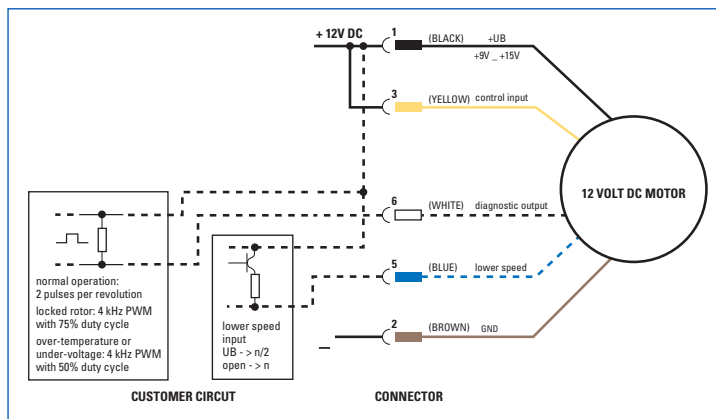 + 12V DC
1
(BLACK) +UB
+9V _ +15V
3
(YELLOW) control input
12 VOLT DC MOTOR
6
(WHITE) diagnostic output
normal operation:
2 pulses per revolution
locked rotor: 4 kHz PWM
with 75% duty cycle
over-temperature or
under-voltage: 4 kHz PWM
with 50% duty cycle
5
(BLUE) lower speed
lower speed
input
UB - > n/2
open - > n
2
(BROWN) GND
–
CUSTOMER CIRCUT
CONNECTOR